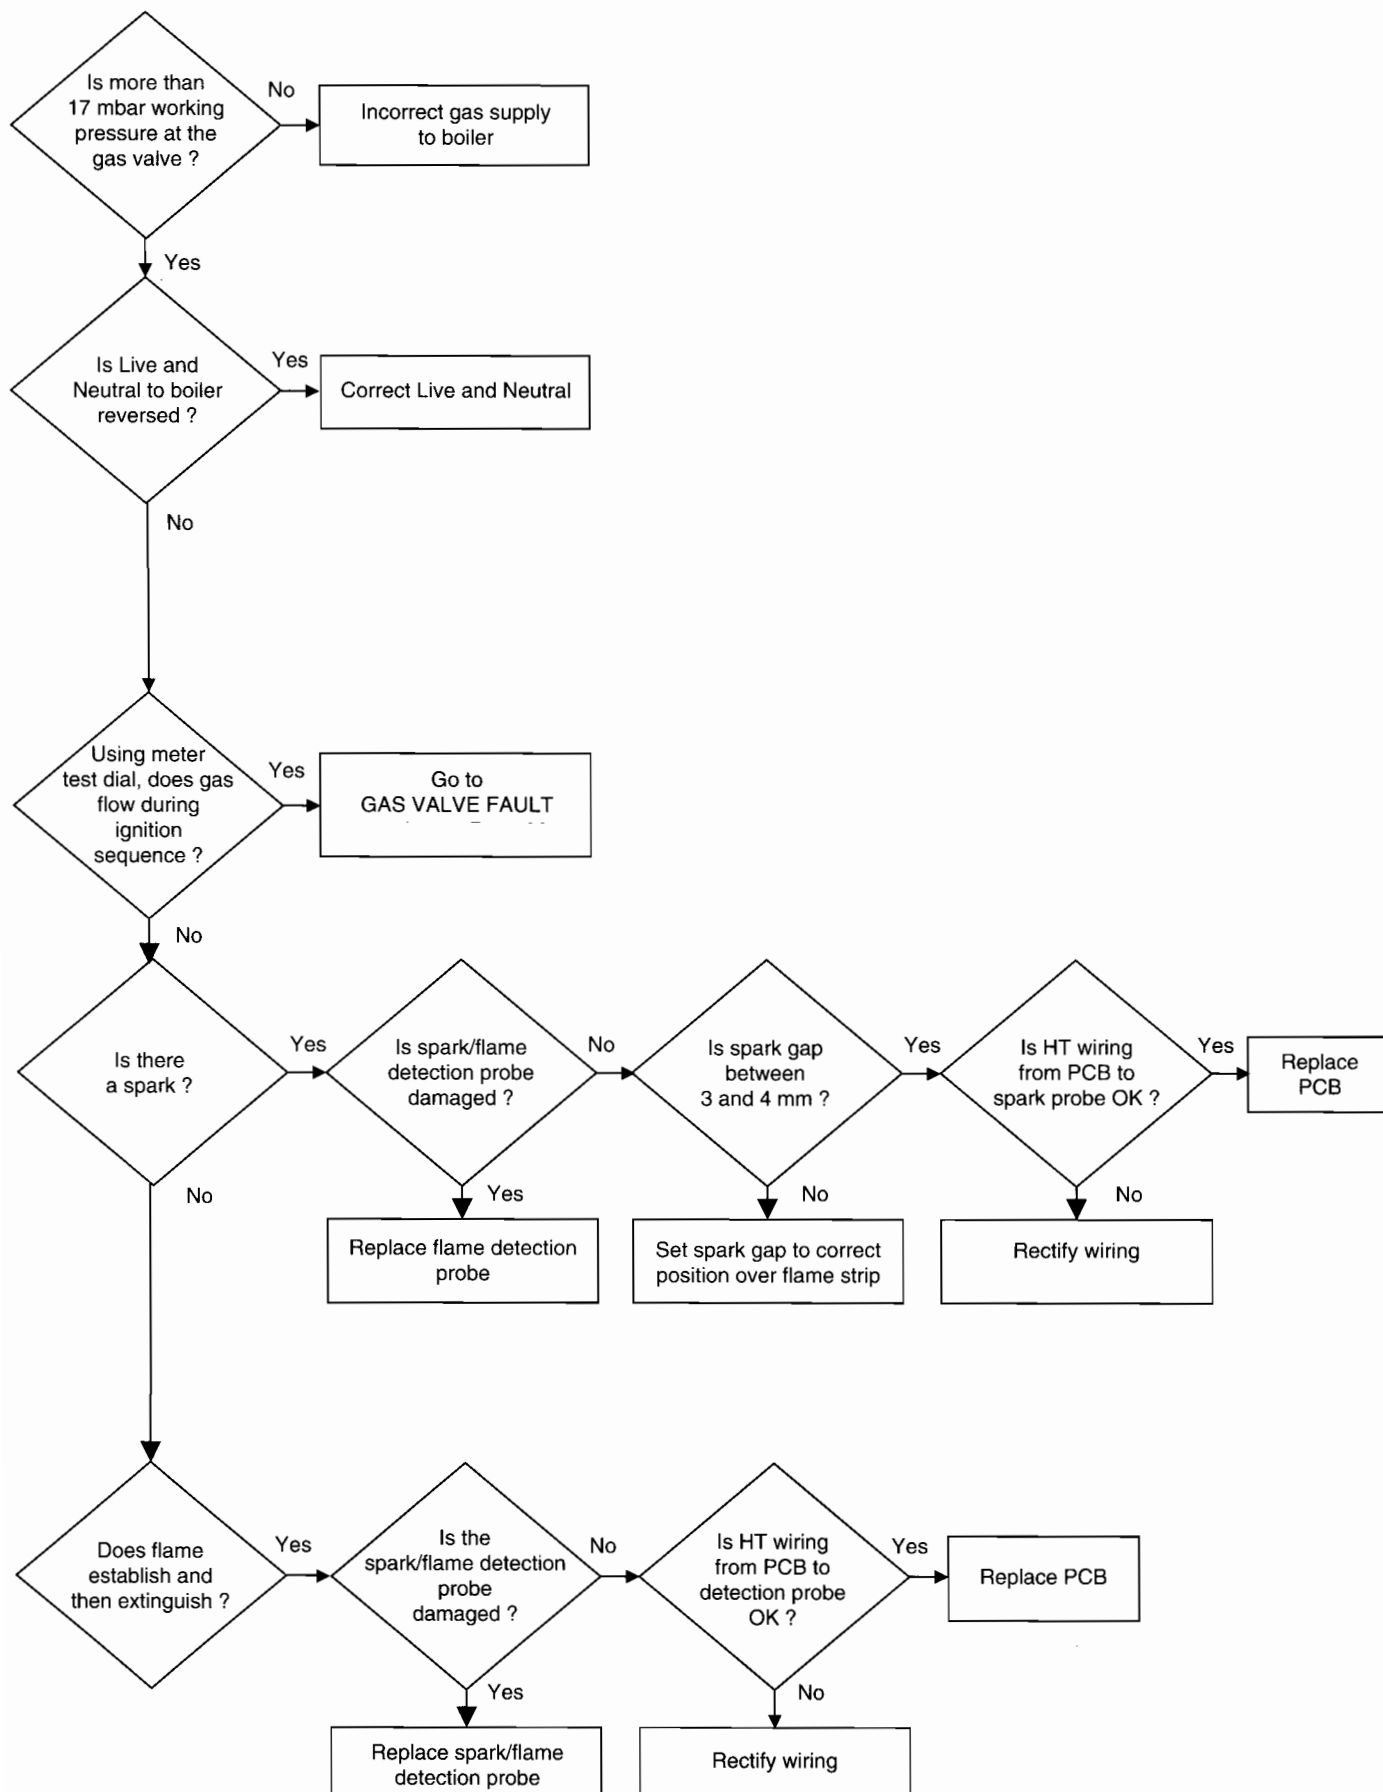 Is more than
17 mbar working
pressure at the
gas valve ?
No
Incorrect gas supply
to boiler
Yes
Is Live and
Neutral to boiler
reversed ?
Yes
Correct Live and Neutral
No
Using meter
test dial, does gas
flow during
ignition
sequence ?
Yes
Go to
GAS VALVE FAULT
No
Is there
a spark ?
Yes
Is spark/flame
detection probe
damaged ?
No
Is spark gap
between
3 and 4 mm ?
Yes
Is HT wiring
from PCB to
spark probe OK ?
Yes
Replace
PCB
No
Yes
No
No
Replace flame detection
probe
Set spark gap to correct
position over flame strip
Rectify wiring
Does flame
establish and
then extinguish ?
Yes
Is the
spark/flame detection
probe
damaged ?
No
Is HT wiring
from PCB to
detection probe
OK ?
Yes
Replace PCB
Yes
No
Replace spark/flame
detection probe
Rectify wiring